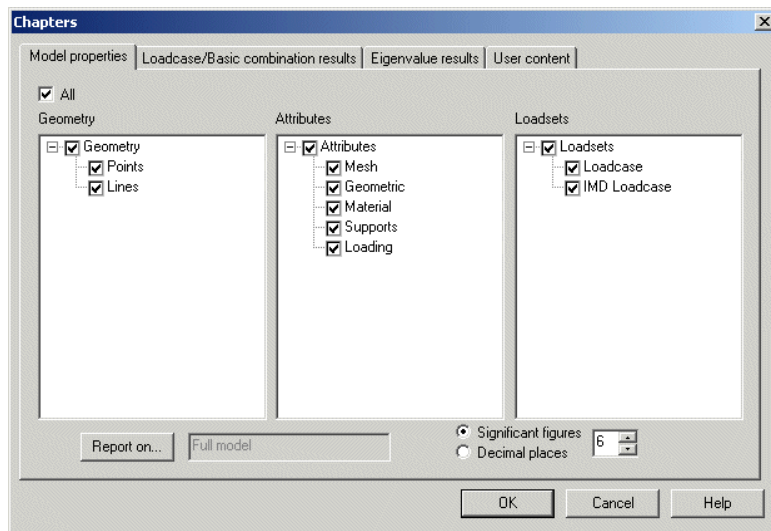 Chapters
Model properties Loadcase/Basic combination results Eigenvalue results User content
All
Geometry Attributes Loadsets
Geometry
Points
Lines
Attributes
Mesh
Geometric
Material
Supports
Loading
Loadsets
Loadcase
IMD Loadcase
Report on... Full model
Significant figures
Decimal places
6
OK Cancel Help